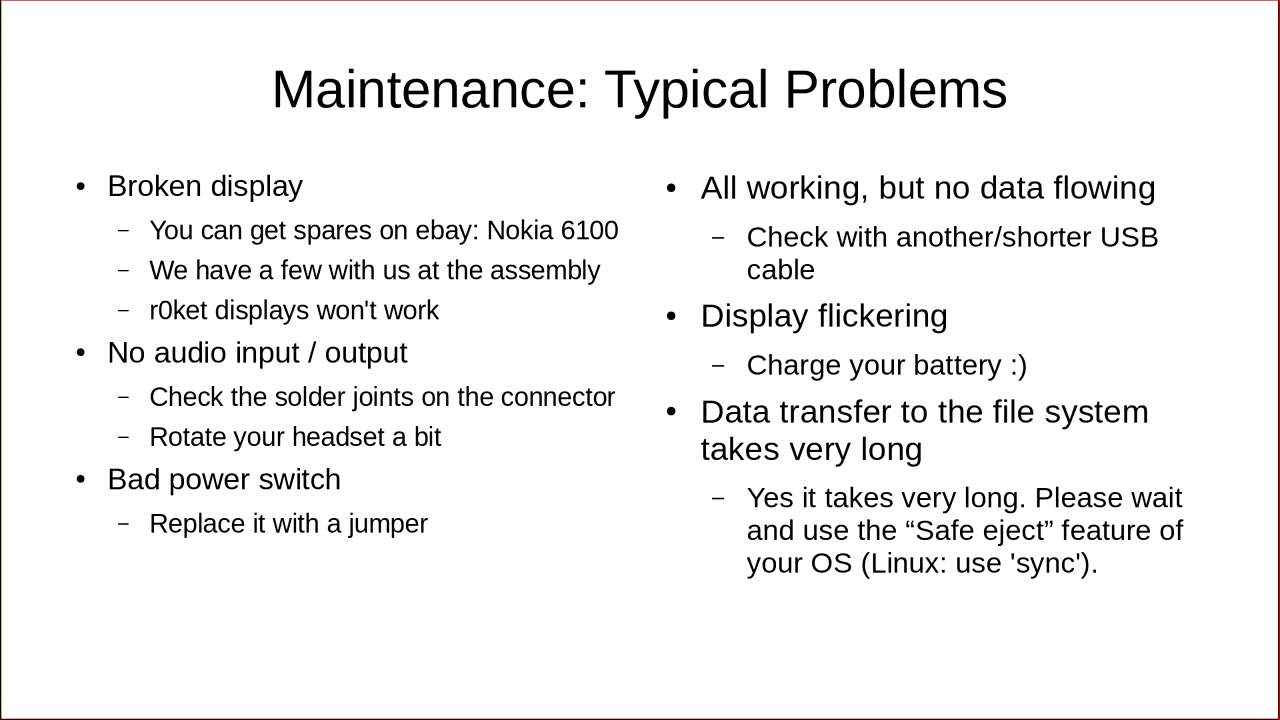 Maintenance: Typical Problems
• Broken display
– You can get spares on ebay: Nokia 6100
– We have a few with us at the assembly
– r0ket displays won't work
• No audio input / output
– Check the solder joints on the connector
– Rotate your headset a bit
• Bad power switch
– Replace it with a jumper
• All working, but no data flowing
– Check with another/shorter USB
cable
• Display flickering
– Charge your battery :)
• Data transfer to the file system
takes very long
– Yes it takes very long. Please wait
and use the “Safe eject” feature of
your OS (Linux: use 'sync').